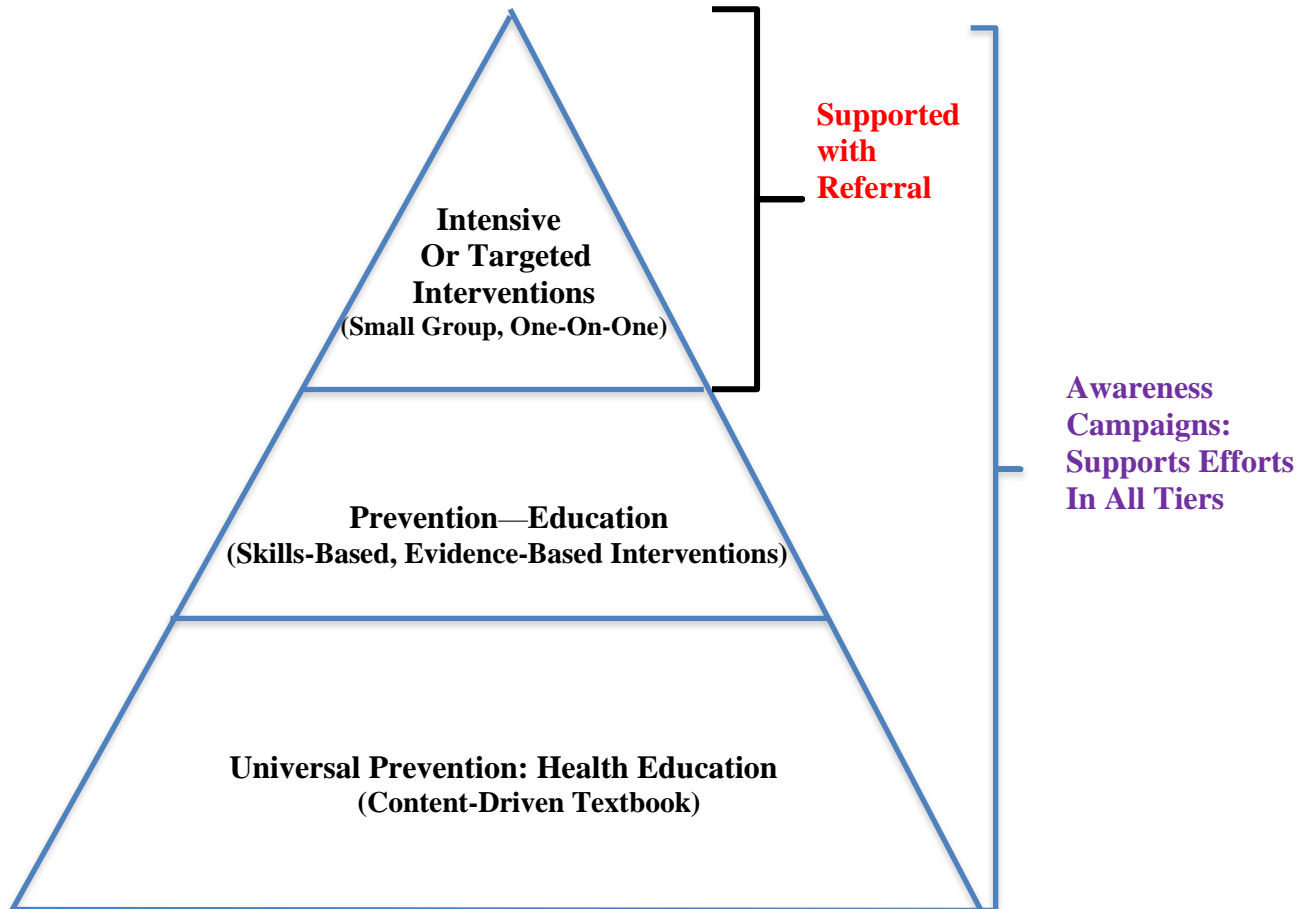 Supported
with
Referral
Intensive
Or Targeted
Interventions
(Small Group, One-On-One)
Awareness
Campaigns:
Supports Efforts
In All Tiers
Prevention—Education
(Skills-Based, Evidence-Based Interventions)
Universal Prevention: Health Education
(Content-Driven Textbook)